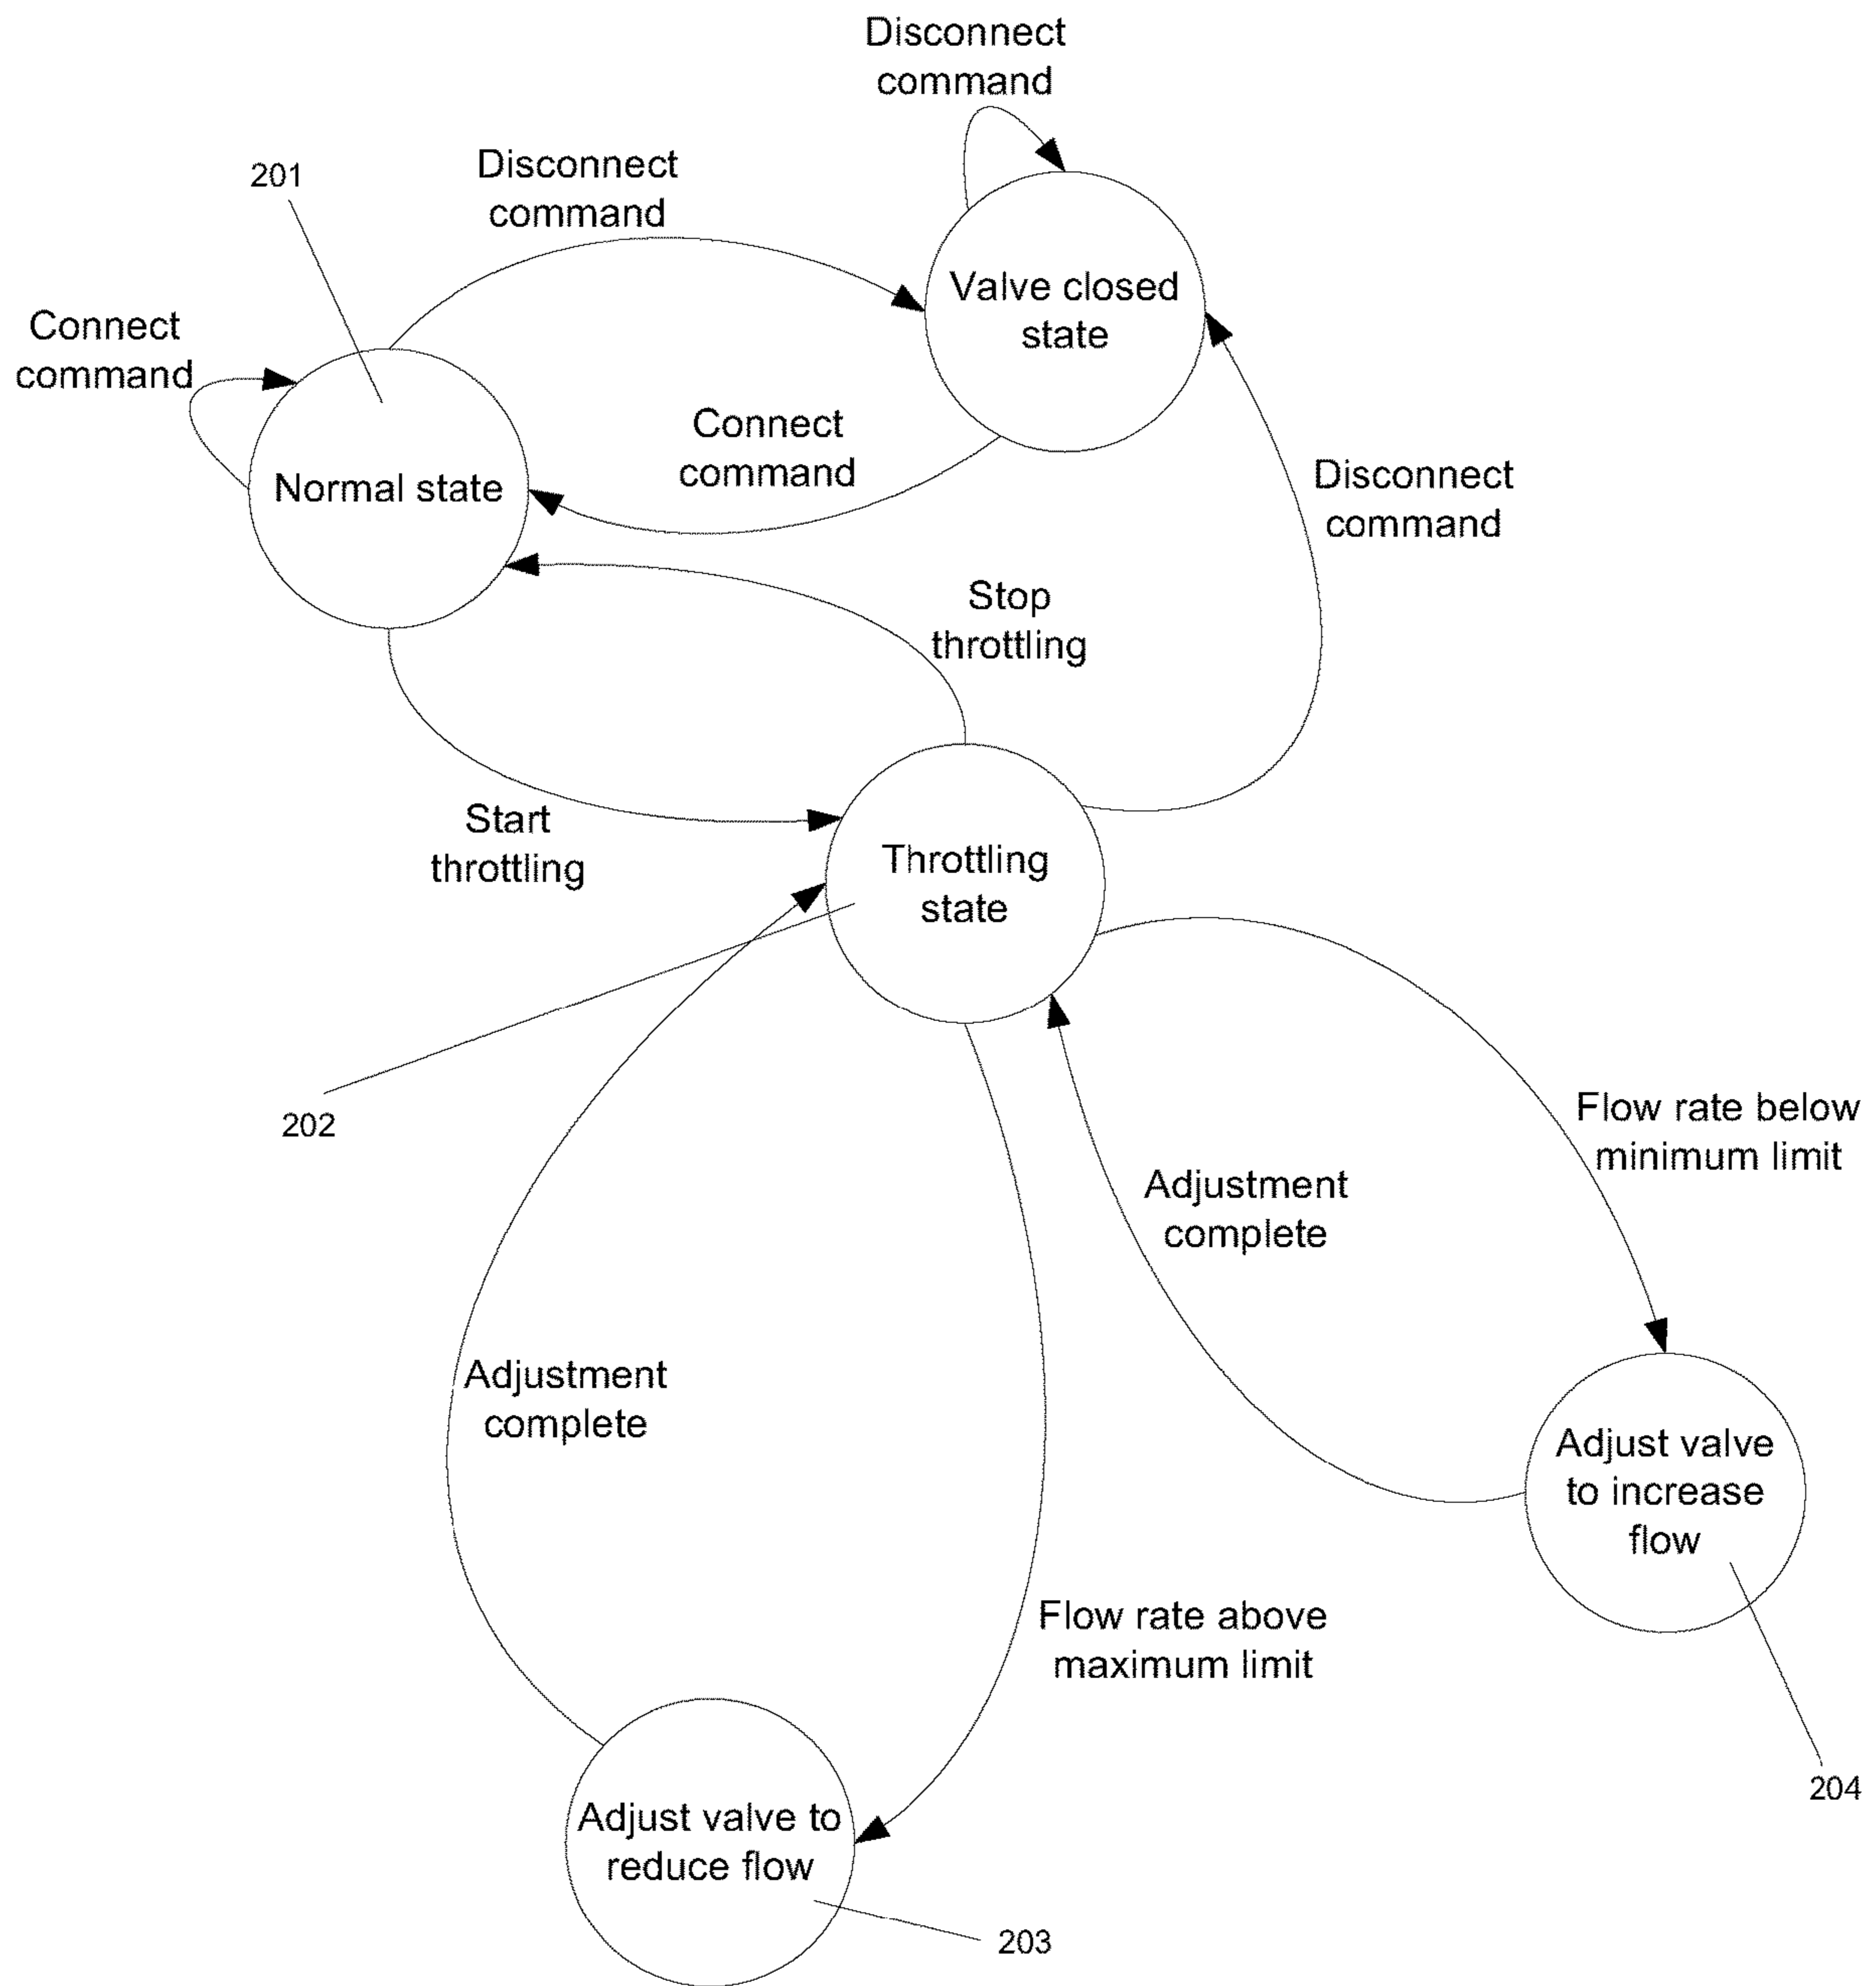 Disconnect
command
201
Disconnect
command
Valve closed
state
Connect
command
Connect
command
Normal state
Disconnect
command
Stop
throttling
Start
throttling
Throttling
state
202
Flow rate below
minimum limit
Adjustment
complete
Adjustment
complete
Adjust valve
to increase
flow
Flow rate above
maximum limit
204
Adjust valve to
reduce flow
203